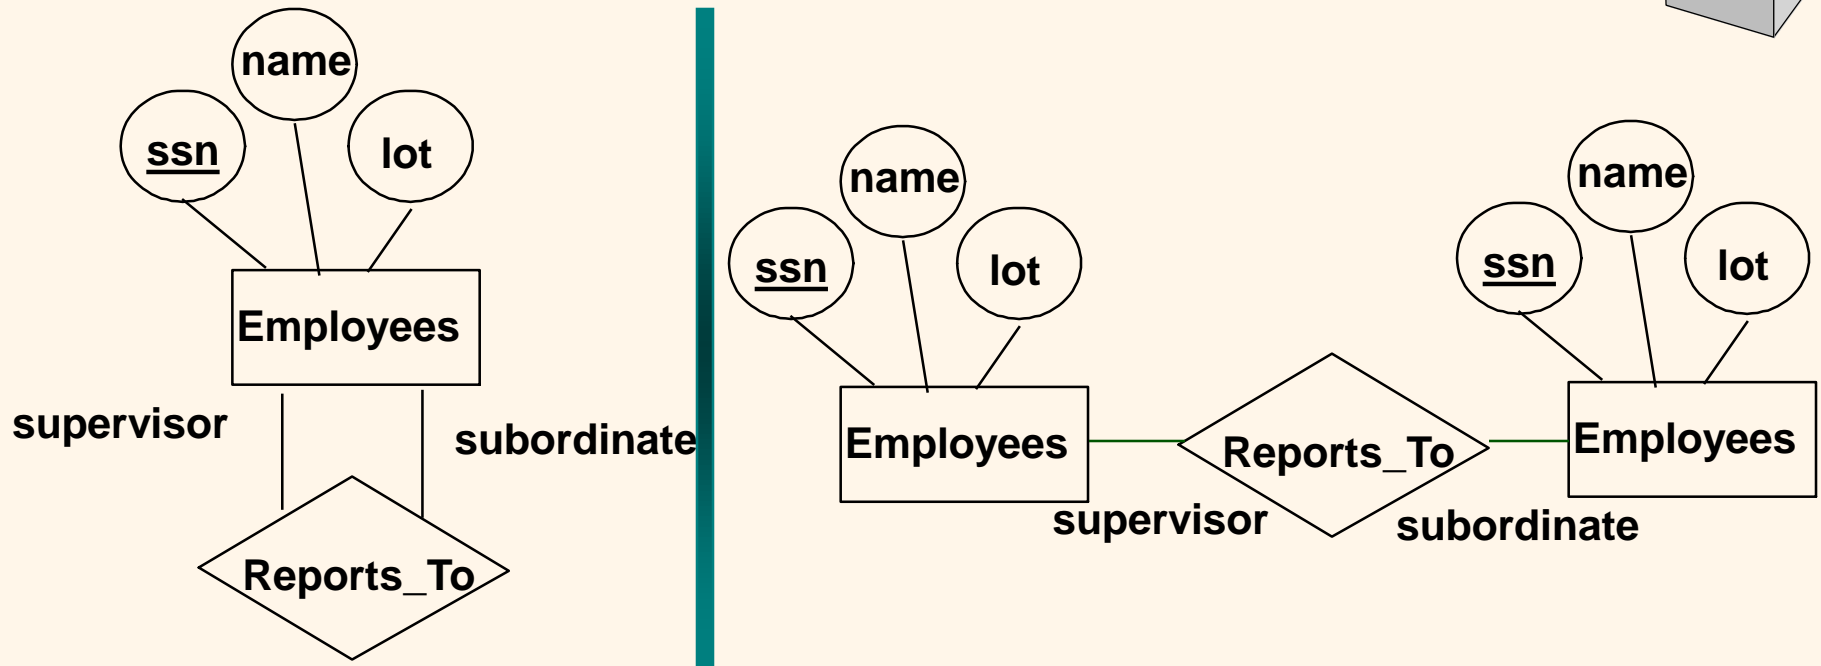 name
ssn
lot
Employees
supervisor
subordinate
Reports_To
name
ssn
lot
Employees
supervisor
Reports_To
subordinate
name
ssn
lot
Employees